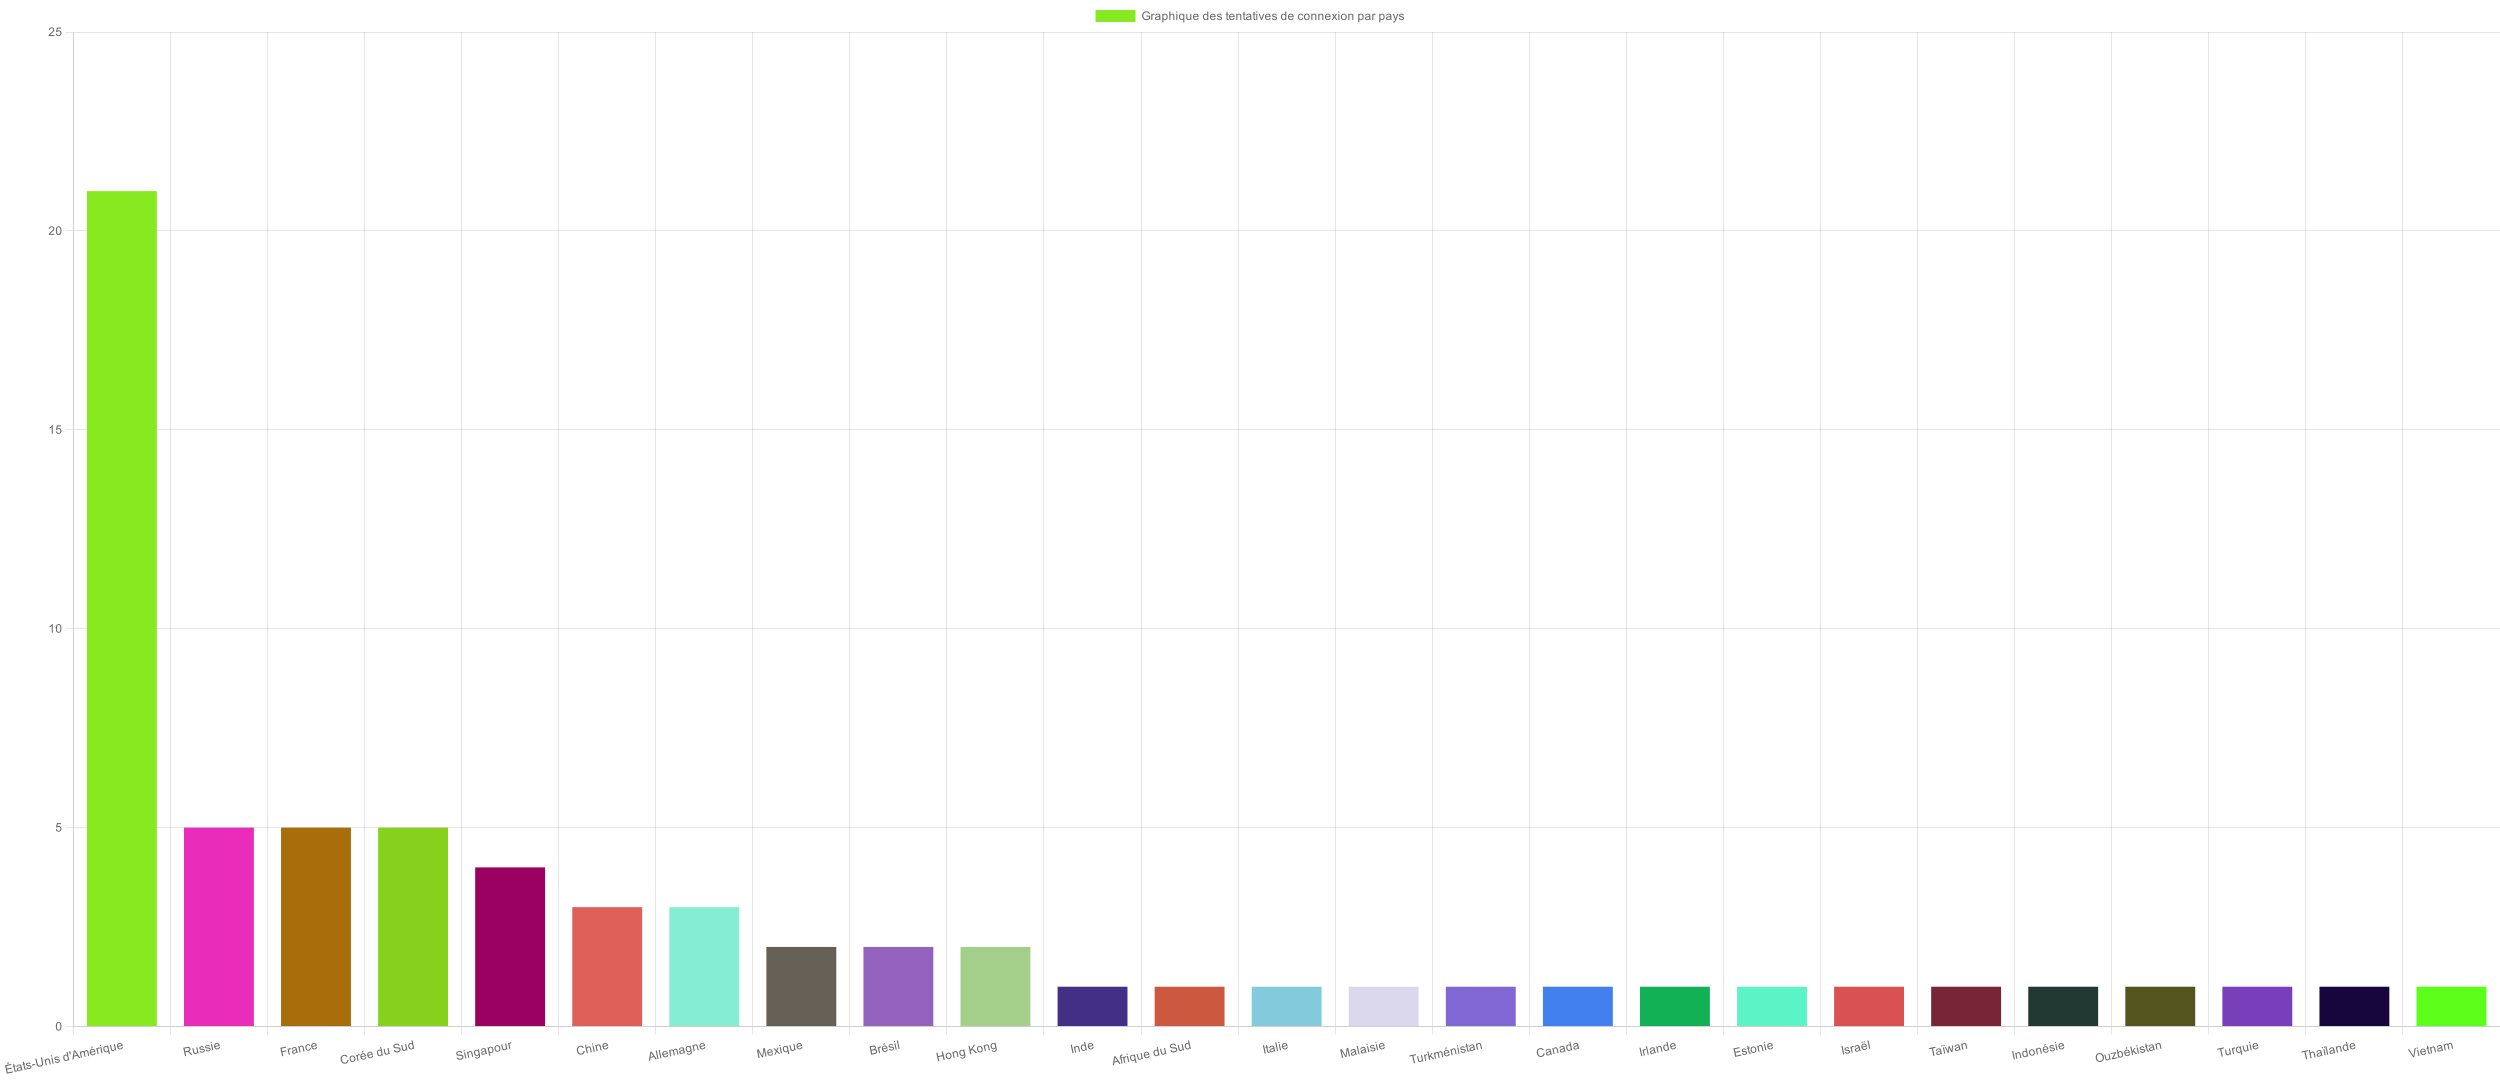 Graphique des tentatives de connexion par pays
25
20
15
10
5
0
États-Unis d'Amérique
Russie
France
Corée du Sud
Singapour
Chine
Allemagne
Mexique
Brésil
Hong Kong
Inde
Afrique du Sud
Italie
Malaisie
Turkménistan
Canada
Irlande
Estonie
Israël
Taïwan
Indonésie
Ouzbékistan
Turquie
Thaïlande
Vietnam